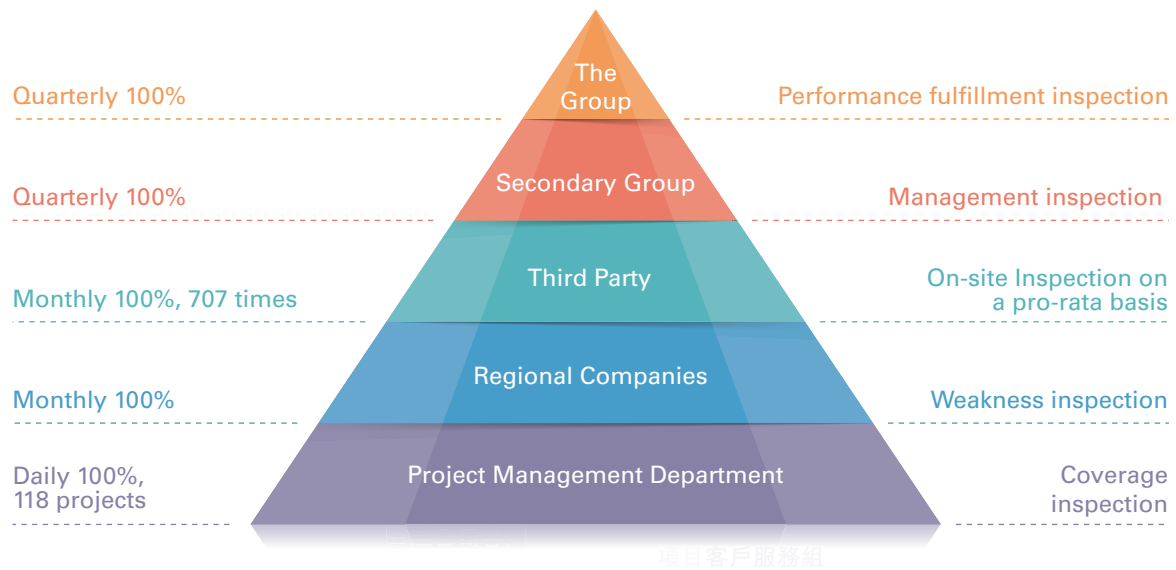 The
Group
Quarterly 100%
Performance fulfillment inspection
Secondary Group
Quarterly 100%
Management inspection
Third Party
Monthly 100%, 707 times
On-site Inspection on
a pro-rata basis
Regional Companies
Monthly 100%
Weakness inspection
Project Management Department
Daily 100%,
118 projects
Coverage
inspection
項目客戶服務組